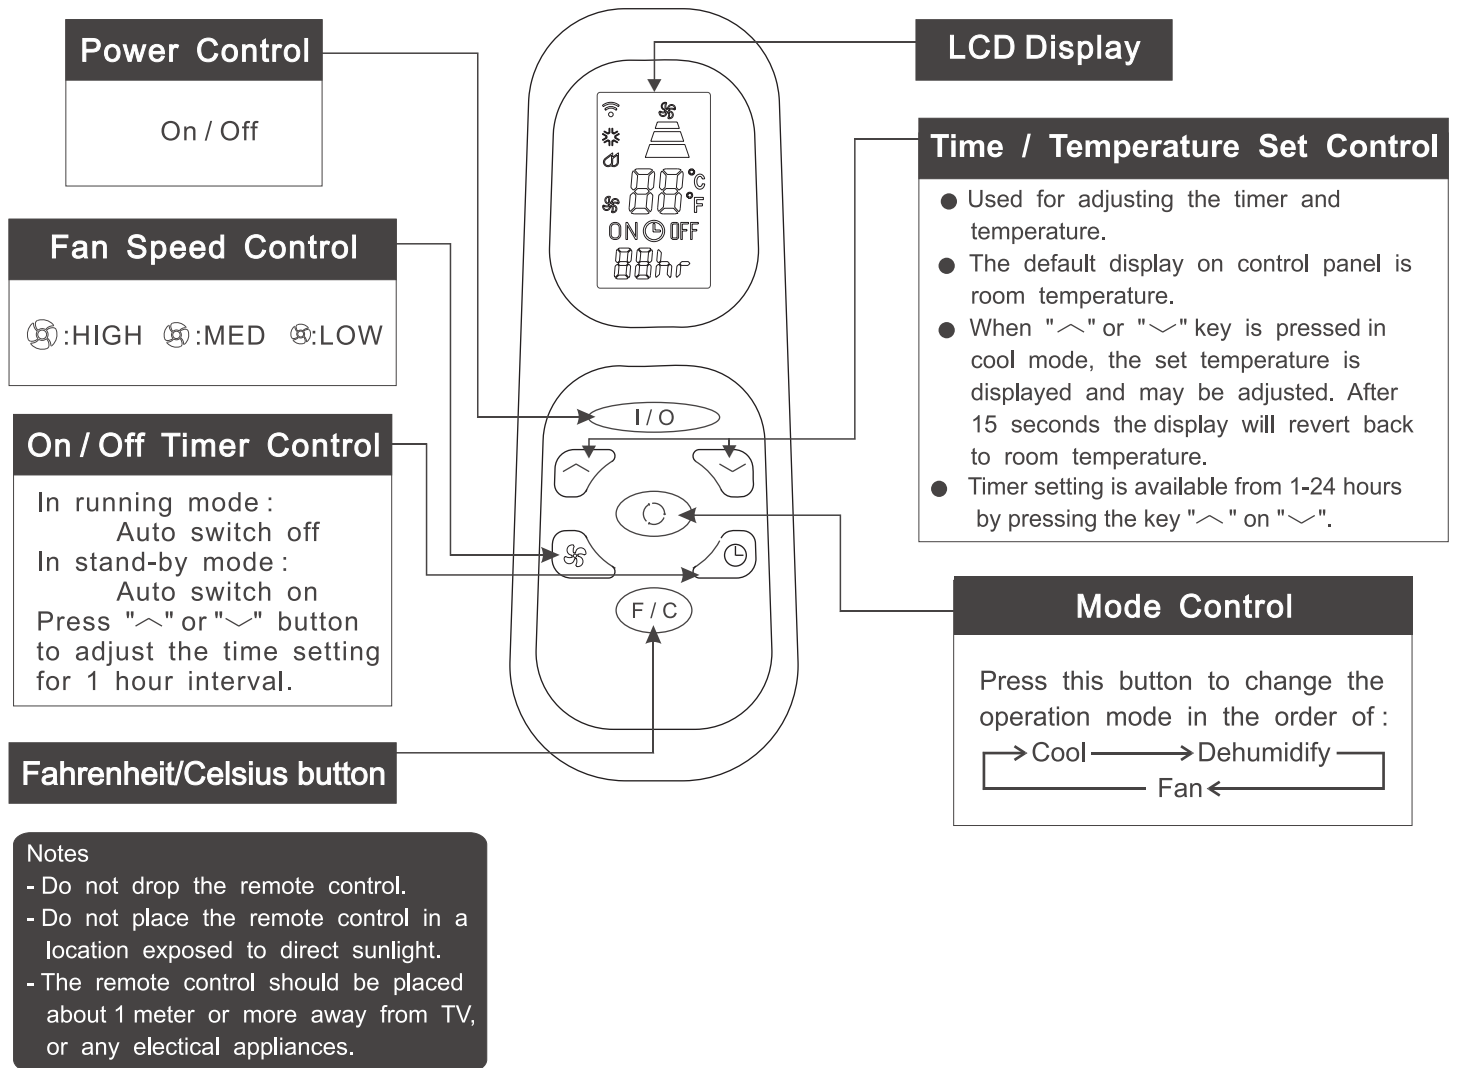 Power Control
On / Off
Fan Speed Control
:HIGH :MED :LOW
On / Off Timer Control
In running mode :
Auto switch off
In stand-by mode :
Auto switch on
Press "︿" or "﹀" button
to adjust the time setting
for 1 hour interval.
Fahrenheit/Celsius button
Notes
- Do not drop the remote control.
- Do not place the remote control in a
location exposed to direct sunlight.
- The remote control should be placed
about 1 meter or more away from TV,
or any electical appliances.
88°C
°F
ON OFF
88hr
I / O
F / C
LCD Display
Time / Temperature Set Control
● Used for adjusting the timer and
temperature.
● The default display on control panel is
room temperature.
● When "︿" or "﹀" key is pressed in
cool mode, the set temperature is
displayed and may be adjusted. After
15 seconds the display will revert back
to room temperature.
● Timer setting is available from 1-24 hours
by pressing the key "︿" on "﹀".
Mode Control
Press this button to change the
operation mode in the order of :
Cool Dehumidify
Fan